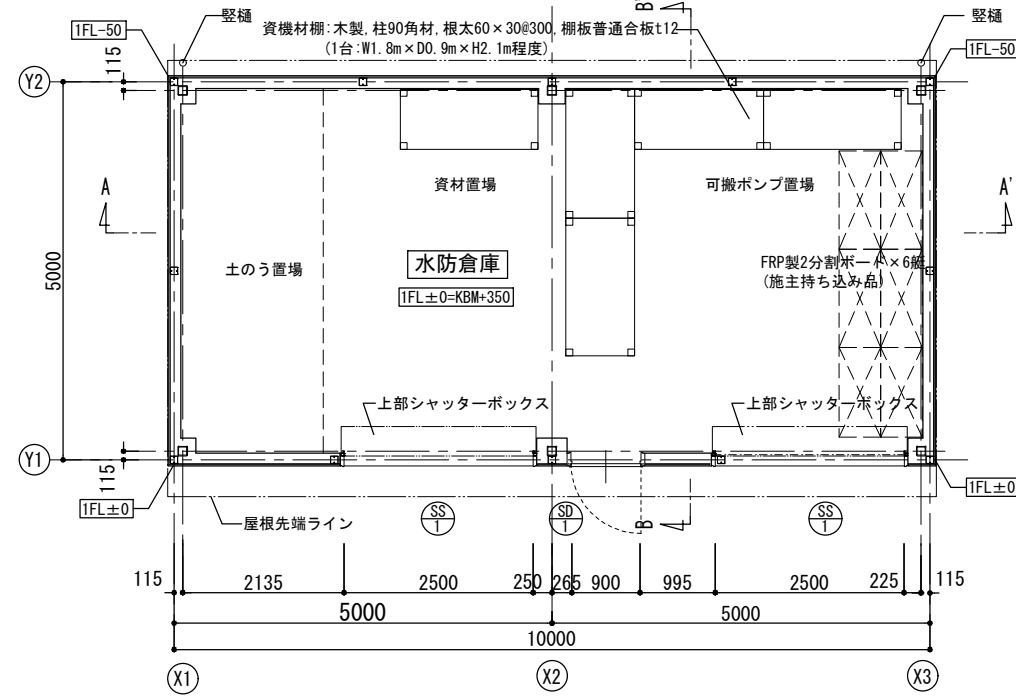 竪樋
B'
竪樋
1FL-50
資機材棚：木製, 柱90角材, 根太60×30@300, 棚板普通合板t12
(1台：W1.8m×D0.9m×H2.1m程度)
1FL-50
115
Y2
A
資材置場
可搬ポンプ置場
A'
5000
土のう置場
水防倉庫
FRP製2分割ボート×6艇
(施主持ち込み品)
1FL±0=KBM+350
上部シャッターボックス
上部シャッターボックス
Y1
115
1FL±0
1FL±0
屋根先端ライン
SS
1
SD
1
B
SS
1
115
2135
2500
250
265
900
995
2500
225
115
5000
5000
10000
X1
X2
X3